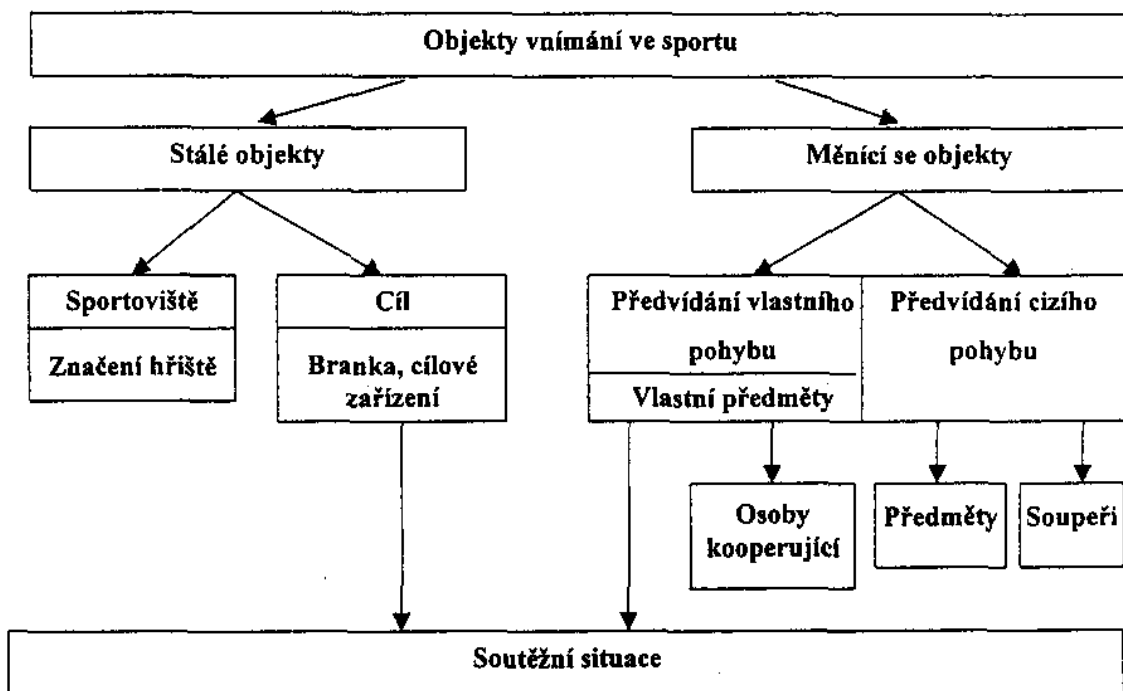 Objekty vnímání ve sportu
Stálé objekty
Měnící se objekty
Sportoviště
Značení hřiště
Cíl
Branka, cílové
zařízení
Předvídání vlastního
pohybu
Vlastní předměty
Předvídání cizího
pohybu
Osoby
kooperující
Předměty
Soupeři
Soutěžní situace